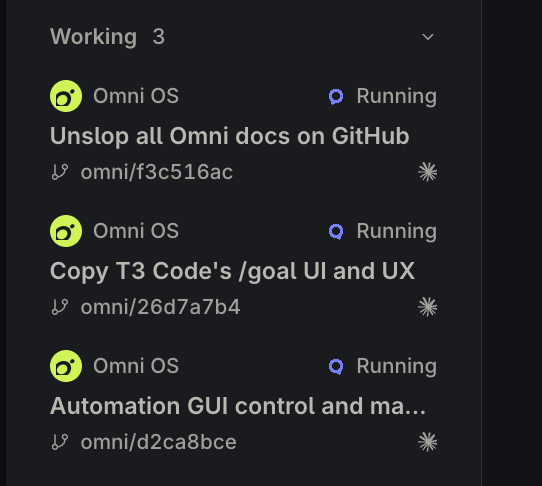 Working 3
Omni OS Running
Unslop all Omni docs on GitHub
omni/f3c516ac
Omni OS Running
Copy T3 Code's /goal UI and UX
omni/26d7a7b4
Omni OS Running
Automation GUI control and ma...
omni/d2ca8bce